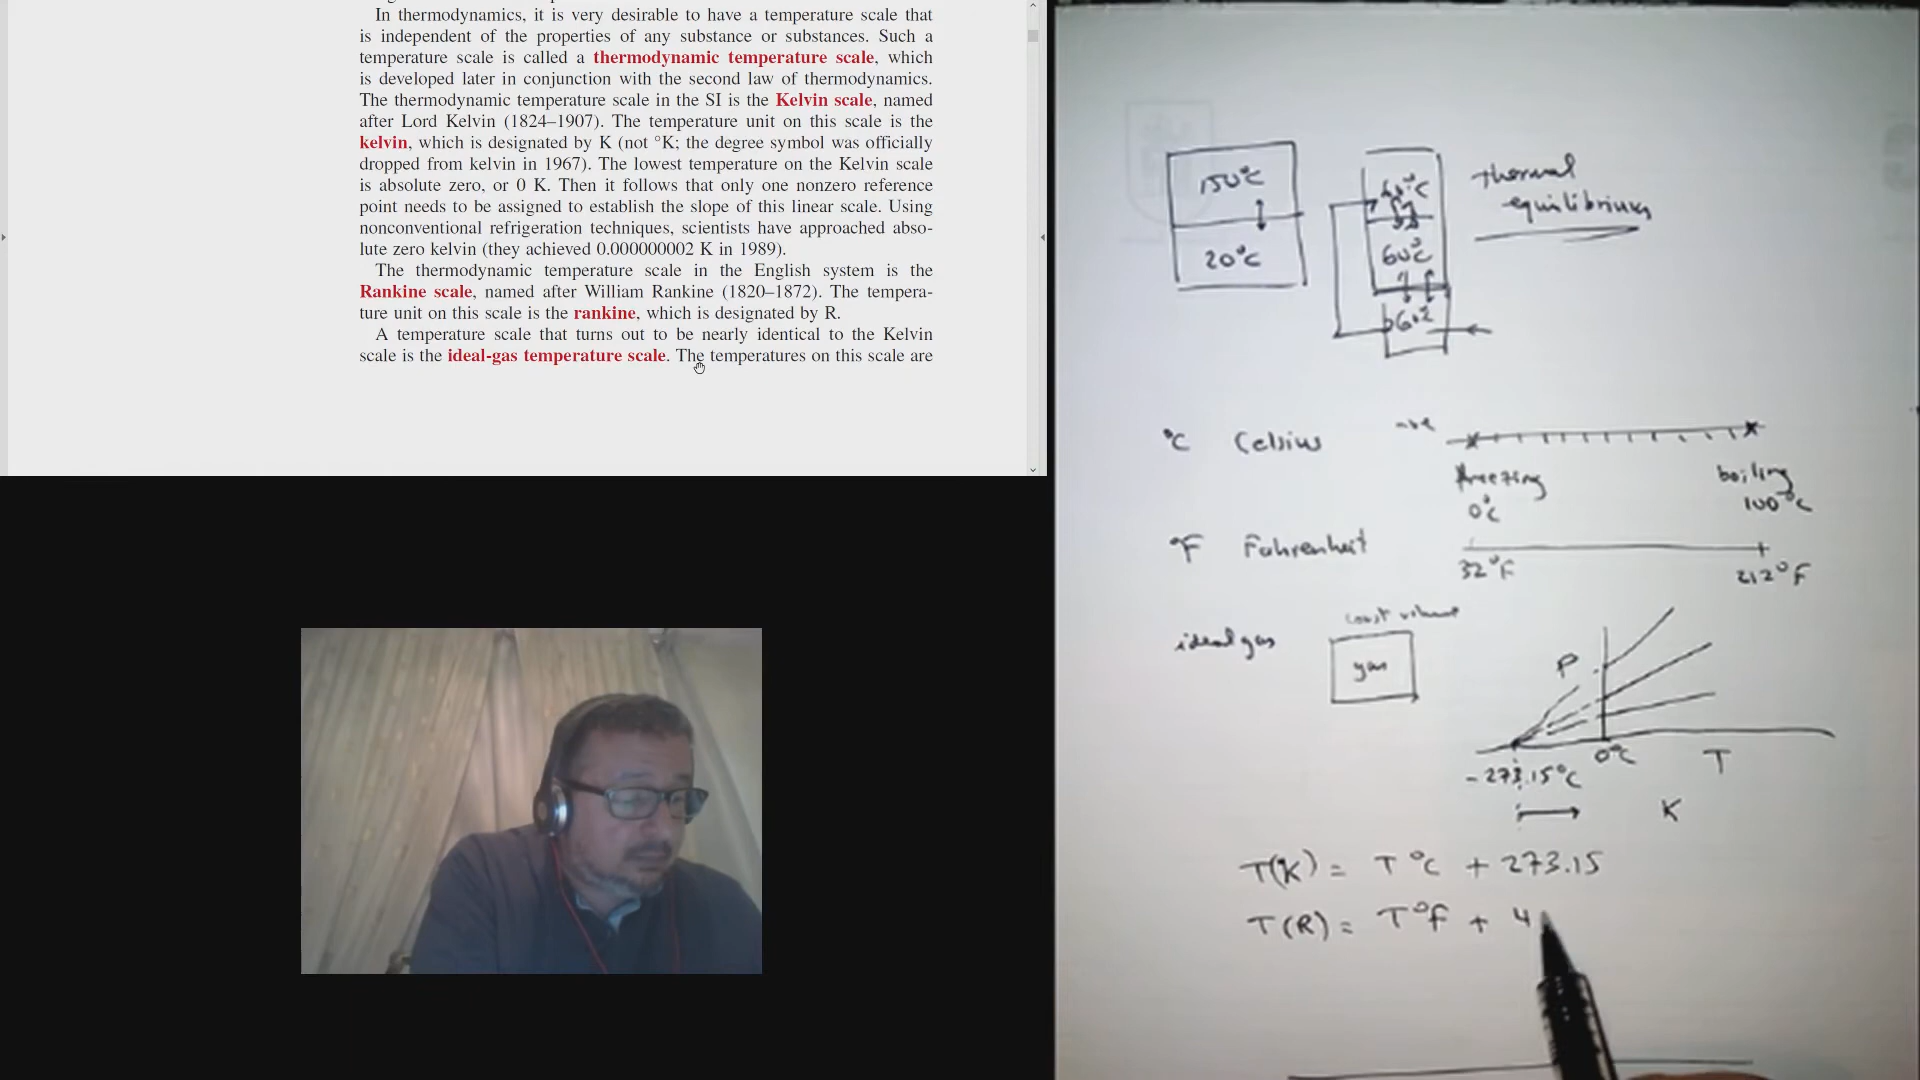 In thermodynamics, it is very desirable to have a temperature scale that
is independent of the properties of any substance or substances. Such a
temperature scale is called a thermodynamic temperature scale, which
is developed later in conjunction with the second law of thermodynamics.
The thermodynamic temperature scale in the SI is the Kelvin scale, named
after Lord Kelvin (1824–1907). The temperature unit on this scale is the
kelvin, which is designated by K (not °K; the degree symbol was officially
dropped from kelvin in 1967). The lowest temperature on the Kelvin scale
is absolute zero, or 0 K. Then it follows that only one nonzero reference
point needs to be assigned to establish the slope of this linear scale. Using
nonconventional refrigeration techniques, scientists have approached abso-
lute zero kelvin (they achieved 0.000000002 K in 1989).
The thermodynamic temperature scale in the English system is the
Rankine scale, named after William Rankine (1820–1872). The tempera-
ture unit on this scale is the rankine, which is designated by R.
A temperature scale that turns out to be nearly identical to the Kelvin
scale is the ideal-gas temperature scale. The temperatures on this scale are
150°C
20°C
60°C
thermal
equilibrium
°C Celsius
-ve
freezing
0°C
boiling
100°C
°F Fahrenheit
32°F
212°F
ideal gas
const volume
gas
P
0°C
T
-273.15°C
K
T(K) = T°C + 273.15
T(R) = T°F + 4